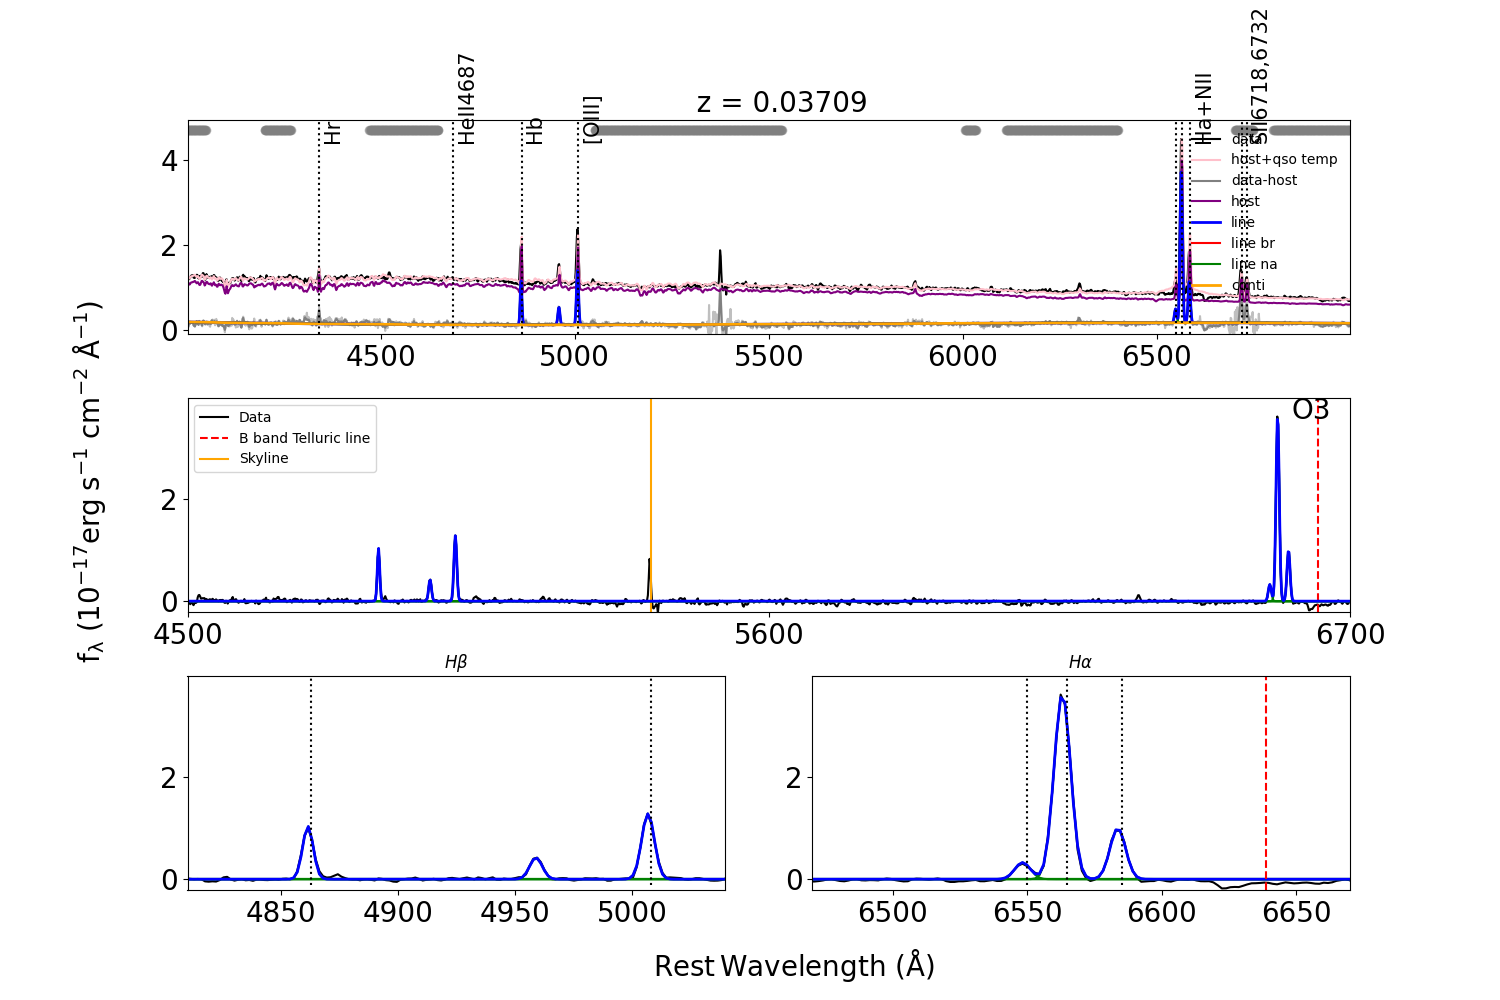 z = 0.03709
Hr
HeII4687
Hb
[OIII]
Ha+NII
SII6718,6732
data
host+qso temp
data-host
host
line
line br
line na
conti
4
2
0
4500 5000 5500 6000 6500
O3
Data
B band Telluric line
Skyline
2
0
4500 5600 6700
Hβ
2
0
4850 4900 4950 5000
Hα
2
0
6500 6550 6600 6650
fλ (10−17erg s−1 cm−2 Å−1)
Rest Wavelength (Å)